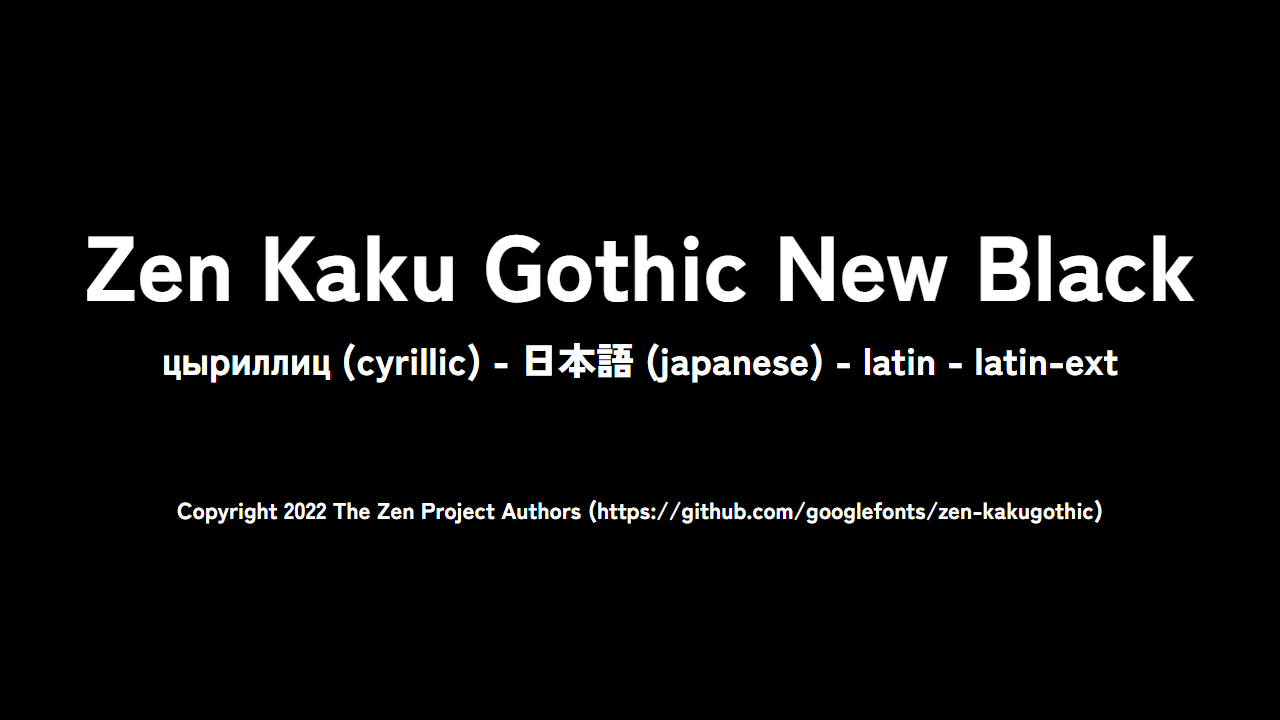 Zen Kaku Gothic New Black
цыриллиц (cyrillic) - 日本語 (japanese) - latin - latin-ext
Copyright 2022 The Zen Project Authors (https://github.com/googlefonts/zen-kakugothic)